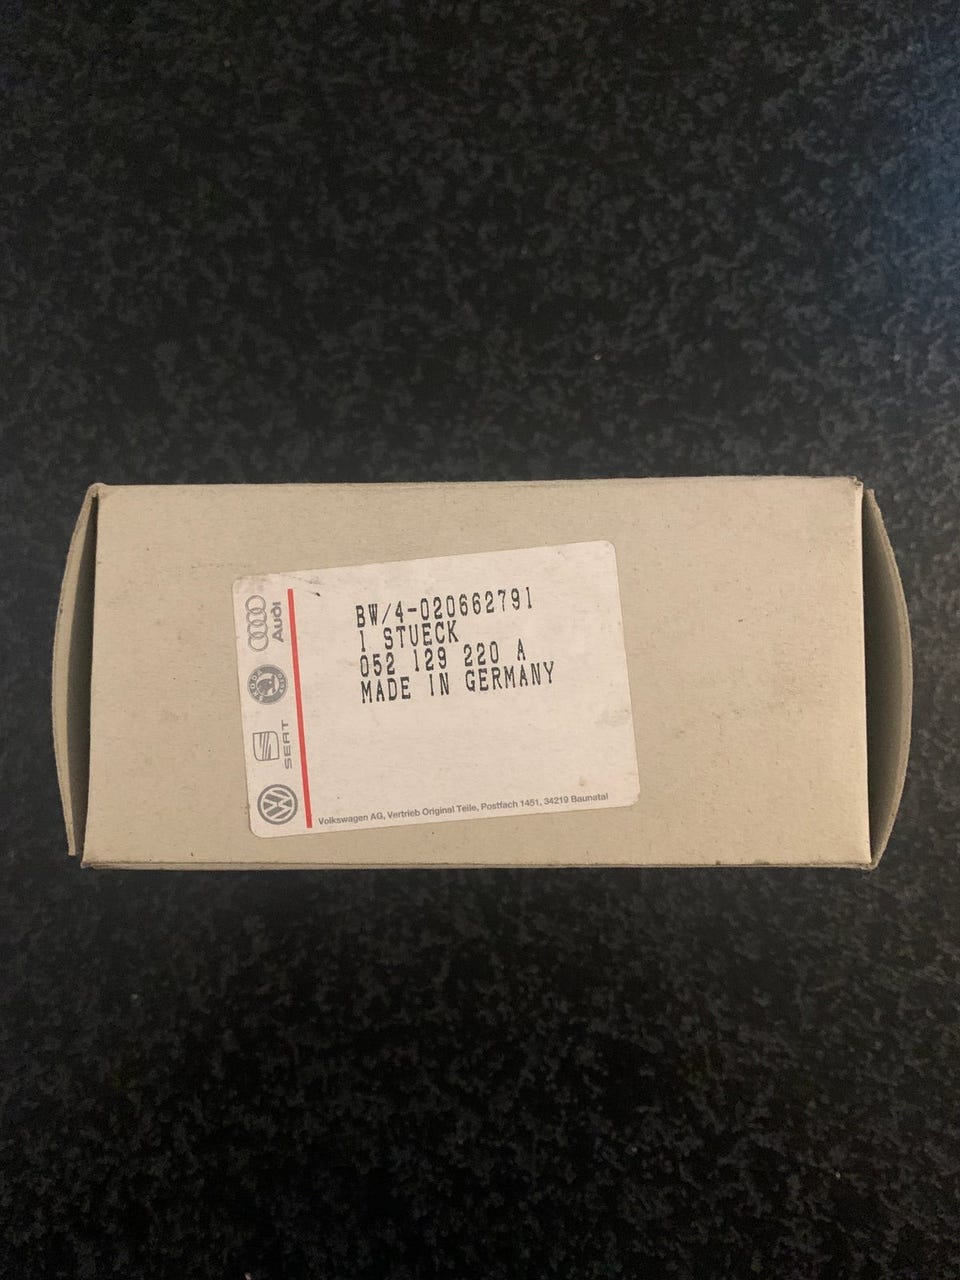 BW/4-020662791
1 STUECK
052 129 220 A
MADE IN GERMANY
Audi
SKODA
SEAT
Volkswagen AG, Vertrieb Original Teile, Postfach 1451, 34219 Baunatal